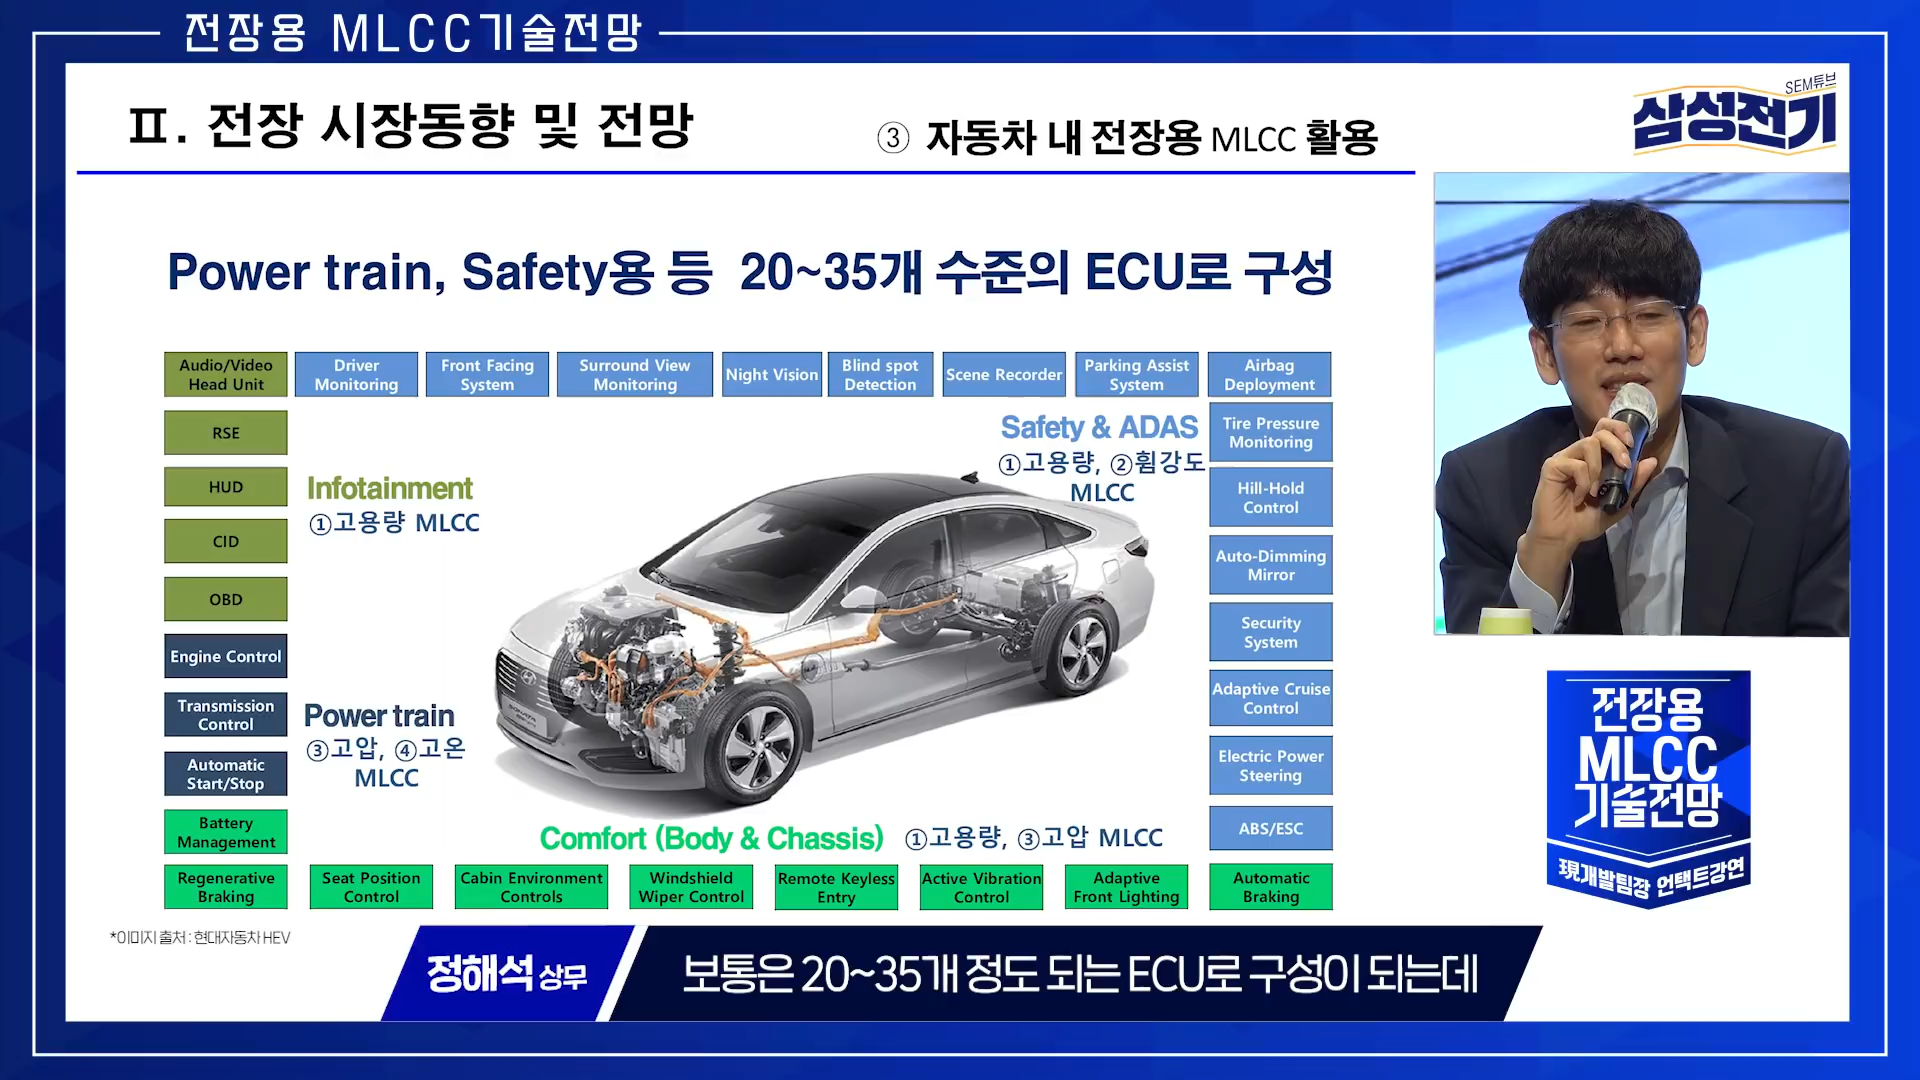 전장용 MLCC기술전망
Ⅱ. 전장 시장동향 및 전망
③ 자동차 내 전장용 MLCC 활용
SEM튜브
삼성전기
Power train, Safety용 등 20~35개 수준의 ECU로 구성
Audio/Video
Head Unit
Driver
Monitoring
Front Facing
System
Surround View
Monitoring
Night Vision
Blind spot
Detection
Scene Recorder
Parking Assist
System
Airbag
Deployment
RSE
HUD
CID
OBD
Engine Control
Transmission
Control
Automatic
Start/Stop
Battery
Management
Infotainment
①고용량 MLCC
Power train
③고압, ④고온
MLCC
Safety & ADAS
①고용량, ②휨강도
MLCC
Tire Pressure
Monitoring
Hill-Hold
Control
Auto-Dimming
Mirror
Security
System
Adaptive Cruise
Control
Electric Power
Steering
ABS/ESC
Comfort (Body & Chassis) ①고용량, ③고압 MLCC
Regenerative
Braking
Seat Position
Control
Cabin Environment
Controls
Windshield
Wiper Control
Remote Keyless
Entry
Active Vibration
Control
Adaptive
Front Lighting
Automatic
Braking
*이미지 출처 : 현대자동차 HEV
전장용
MLCC
기술전망
現개발팀장 언택트강연
정해석 상무
보통은 20~35개 정도 되는 ECU로 구성이 되는데